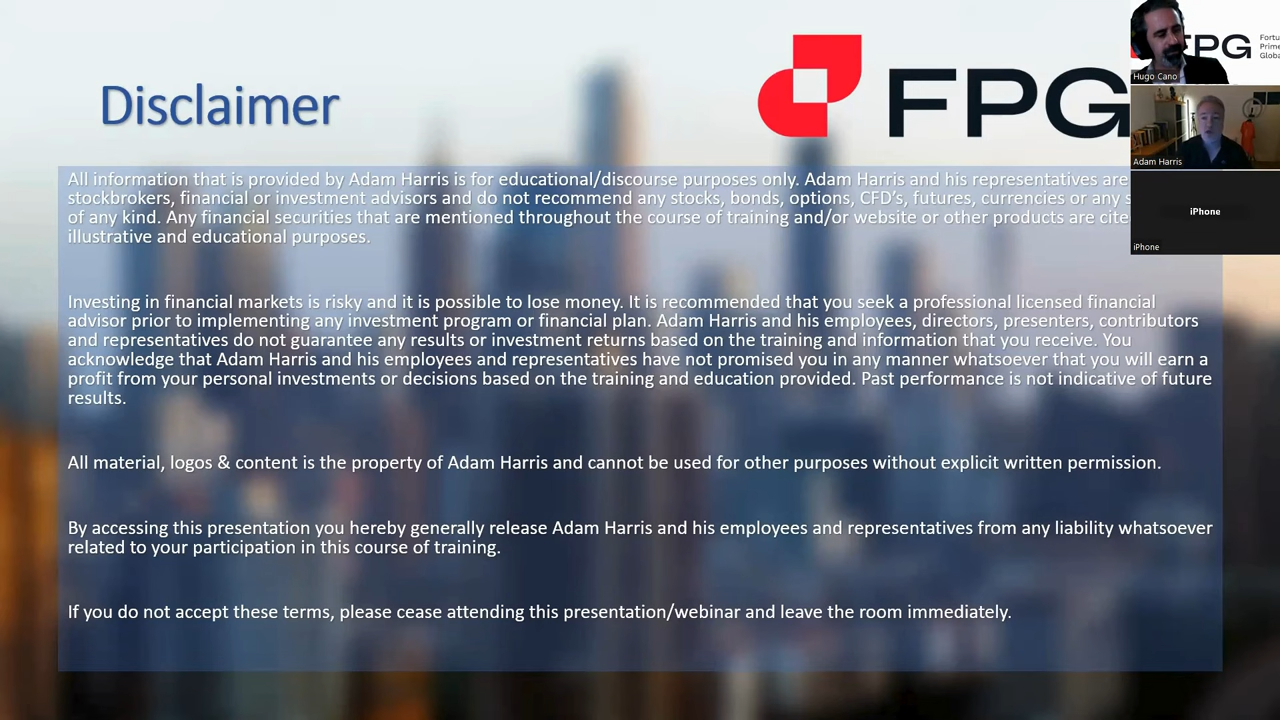 Disclaimer
FPG
PG
Fortu
Prime
Globa
Hugo Cano
Adam Harris
iPhone
iPhone
All information that is provided by Adam Harris is for educational/discourse purposes only. Adam Harris and his representatives are
stockbrokers, financial or investment advisors and do not recommend any stocks, bonds, options, CFD's, futures, currencies or any s
of any kind. Any financial securities that are mentioned throughout the course of training and/or website or other products are cite
illustrative and educational purposes.
Investing in financial markets is risky and it is possible to lose money. It is recommended that you seek a professional licensed financial
advisor prior to implementing any investment program or financial plan. Adam Harris and his employees, directors, presenters, contributors
and representatives do not guarantee any results or investment returns based on the training and information that you receive. You
acknowledge that Adam Harris and his employees and representatives have not promised you in any manner whatsoever that you will earn a
profit from your personal investments or decisions based on the training and education provided. Past performance is not indicative of future
results.
All material, logos & content is the property of Adam Harris and cannot be used for other purposes without explicit written permission.
By accessing this presentation you hereby generally release Adam Harris and his employees and representatives from any liability whatsoever
related to your participation in this course of training.
If you do not accept these terms, please cease attending this presentation/webinar and leave the room immediately.